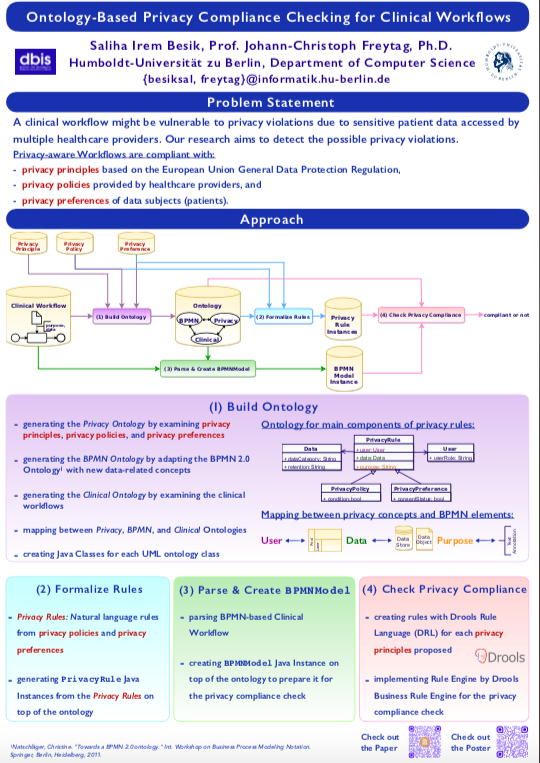 Ontology-Based Privacy Compliance Checking for Clinical Workflows
dbis
Saliha Irem Besik, Prof. Johann-Christoph Freytag, Ph.D.
Humboldt-Universität zu Berlin, Department of Computer Science
{besiksal, freytag}@informatik.hu-berlin.de
Problem Statement
A clinical workflow might be vulnerable to privacy violations due to sensitive patient data accessed by
multiple healthcare providers. Our research aims to detect the possible privacy violations.
Privacy-aware Workflows are compliant with:
- privacy principles based on the European Union General Data Protection Regulation,
- privacy policies provided by healthcare providers, and
- privacy preferences of data subjects (patients).
Approach
Privacy
Principle
Privacy
Policy
Privacy
Preference
Clinical Workflow
purpose,
data
(1) Build Ontology
Ontology
BPMN
Privacy
Clinical
(2) Formalize Rules
Privacy
Rule
Instances
(4) Check Privacy Compliance
compliant or not
(3) Parse & Create BPMNModel
BPMN
Model
Instance
(1) Build Ontology
- generating the Privacy Ontology by examining privacy
principles, privacy policies, and privacy preferences
- generating the BPMN Ontology by adapting the BPMN 2.0
Ontology¹ with new data-related concepts
- generating the Clinical Ontology by examining the clinical
workflows
- mapping between Privacy, BPMN, and Clinical Ontologies
- creating Java Classes for each UML ontology class
Ontology for main components of privacy rules:
Data
+ dataCategory: String
+ retention: String
PrivacyRule
+ user: User
+ data: Data
+ purpose: String
User
+ userRole: String
PrivacyPolicy
+ condition: bool
PrivacyPreference
+ consentStatus: bool
Mapping between privacy concepts and BPMN elements:
User
Pool
Lane
Data
Data
Store
Data
Object
Purpose
Text
Annotation
(2) Formalize Rules
- Privacy Rules: Natural language rules
from privacy policies and privacy
preferences
- generating PrivacyRule Java
Instances from the Privacy Rules on
top of the ontology
(3) Parse & Create BPMNModel
- parsing BPMN-based Clinical
Workflow
- creating BPMNModel Java Instance on
top of the ontology to prepare it for
the privacy compliance check
(4) Check Privacy Compliance
- creating rules with Drools Rule
Language (DRL) for each privacy
principles proposed
Drools
- implementing Rule Engine by Drools
Business Rule Engine for the privacy
compliance check
¹Natschläger, Christine. "Towards a BPMN 2.0 ontology." Int. Workshop on Business Process Modeling Notation.
Springer, Berlin, Heidelberg, 2011.
Check out
the Paper
Check out
the Poster